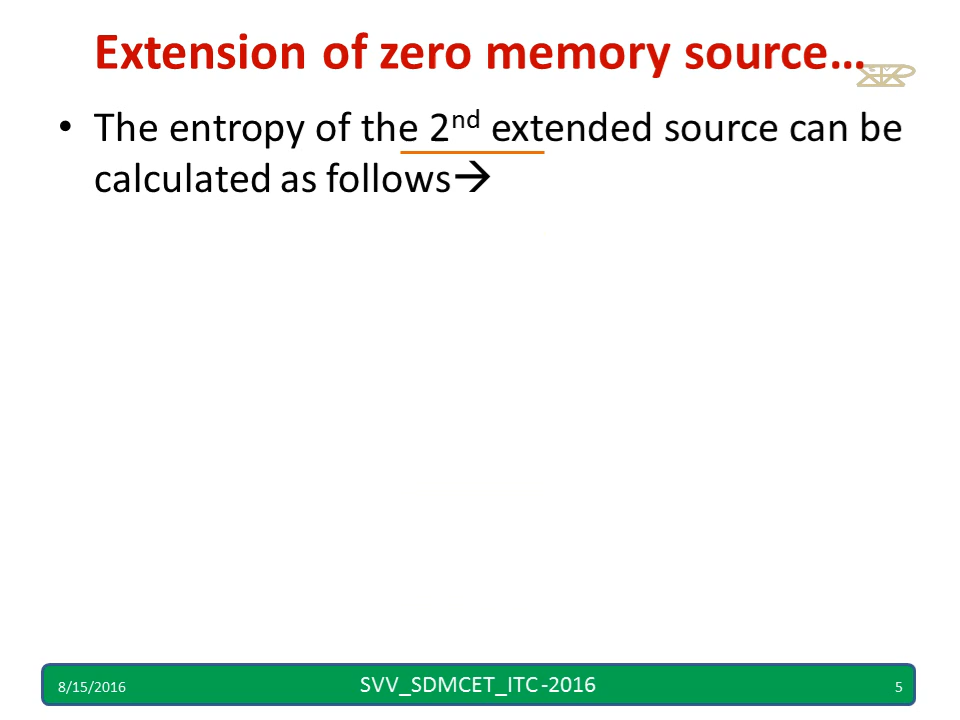 Extension of zero memory source…
• The entropy of the 2nd extended source can be
calculated as follows→
8/15/2016
SVV_SDMCET_ITC -2016
5